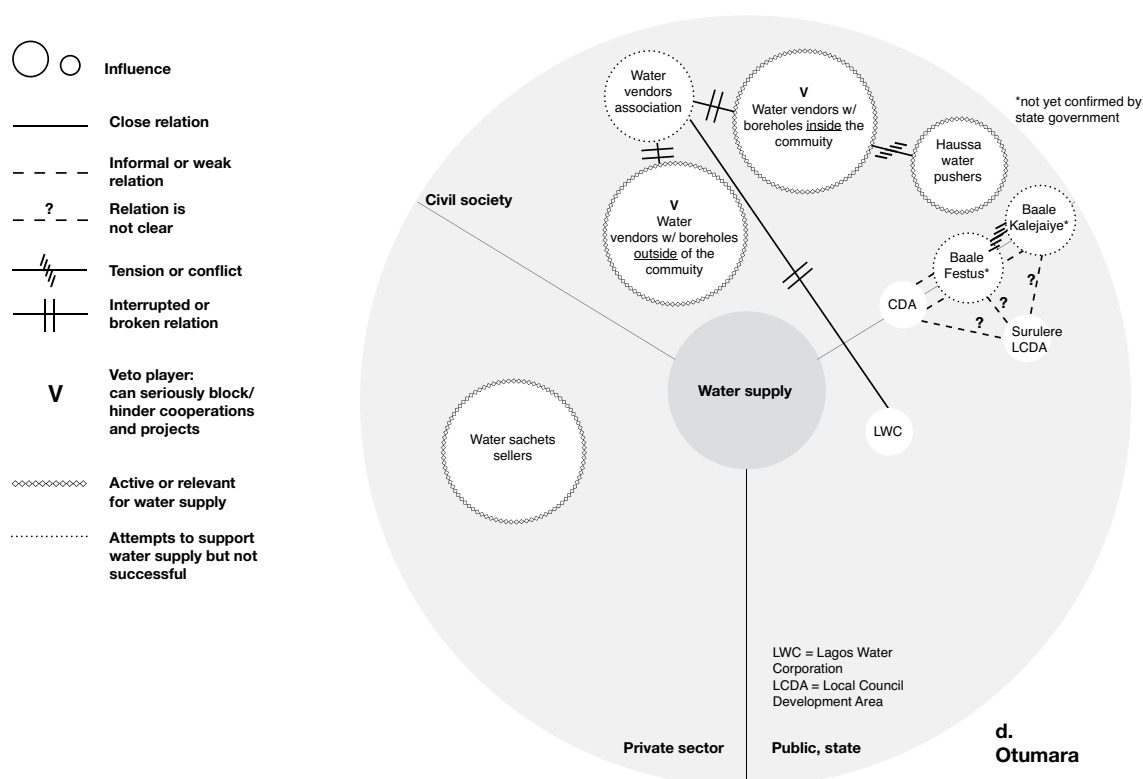 Influence
Close relation
Informal or weak
relation
?
Relation is
not clear
Tension or conflict
Interrupted or
broken relation
V
Veto player:
can seriously block/
hinder cooperations
and projects
Active or relevant
for water supply
Attempts to support
water supply but not
successful
Water
vendors
association
V
Water vendors w/
boreholes inside the
commuity
*not yet confirmed by
state government
Haussa
water
pushers
Civil society
V
Water
vendors w/ boreholes
outside of the
commuity
Baale
Kalejaiye*
Baale
Festus*
CDA
?
?
?
Surulere
LCDA
Water supply
LWC
Water sachets
sellers
LWC = Lagos Water
Corporation
LCDA = Local Council
Development Area
Private sector
Public, state
d.
Otumara